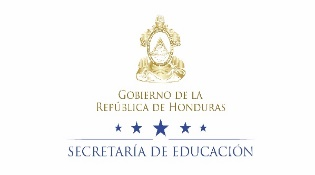 GOBIERNO DE LA
REPÚBLICA DE HONDURAS
SECRETARÍA DE EDUCACIÓN